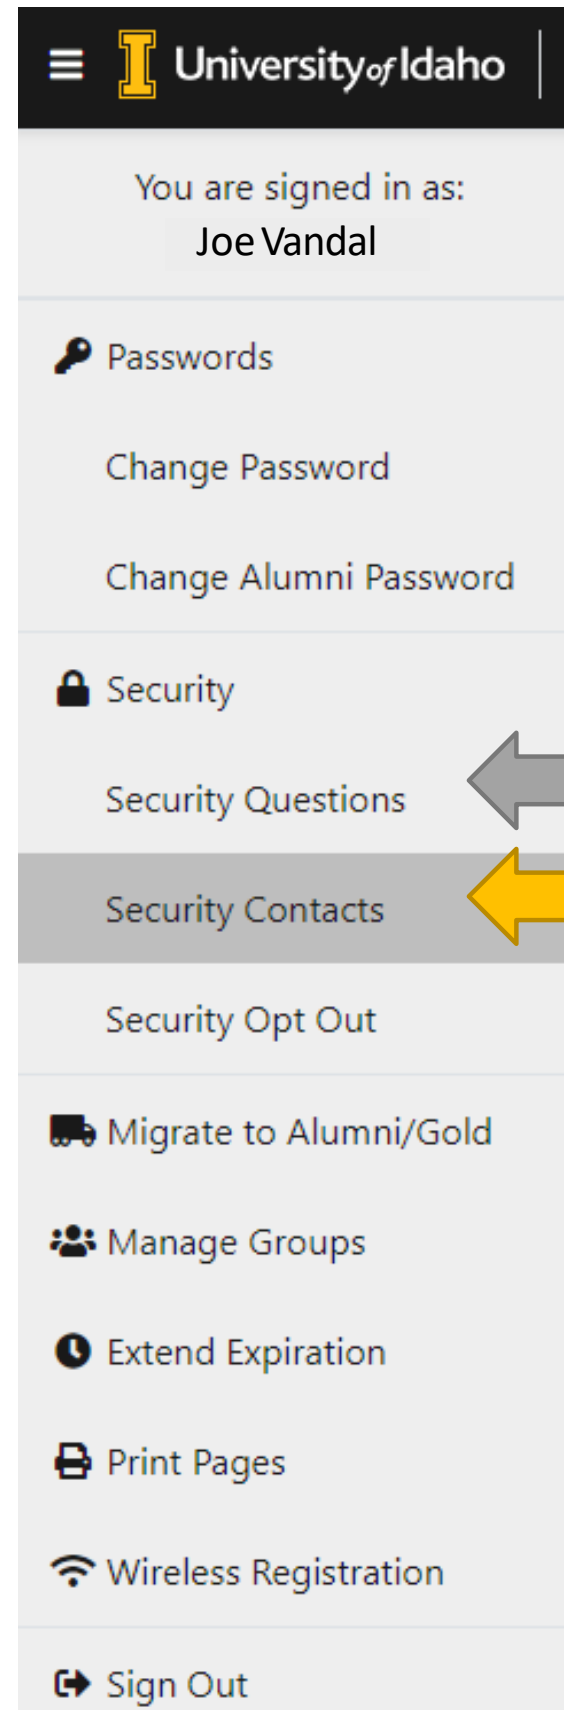 University of Idaho
You are signed in as:
Joe Vandal
Passwords
Change Password
Change Alumni Password
Security
Security Questions
Security Contacts
Security Opt Out
Migrate to Alumni/Gold
Manage Groups
Extend Expiration
Print Pages
Wireless Registration
Sign Out